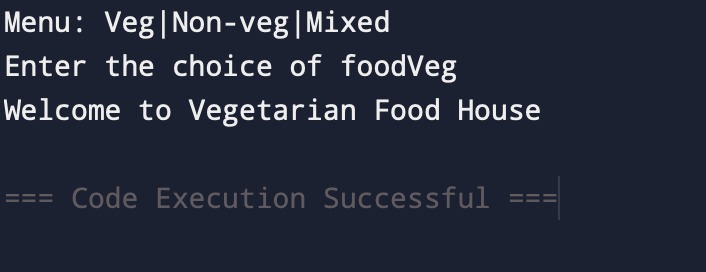 Menu: Veg|Non-veg|Mixed
Enter the choice of foodVeg
Welcome to Vegetarian Food House
=== Code Execution Successful ===